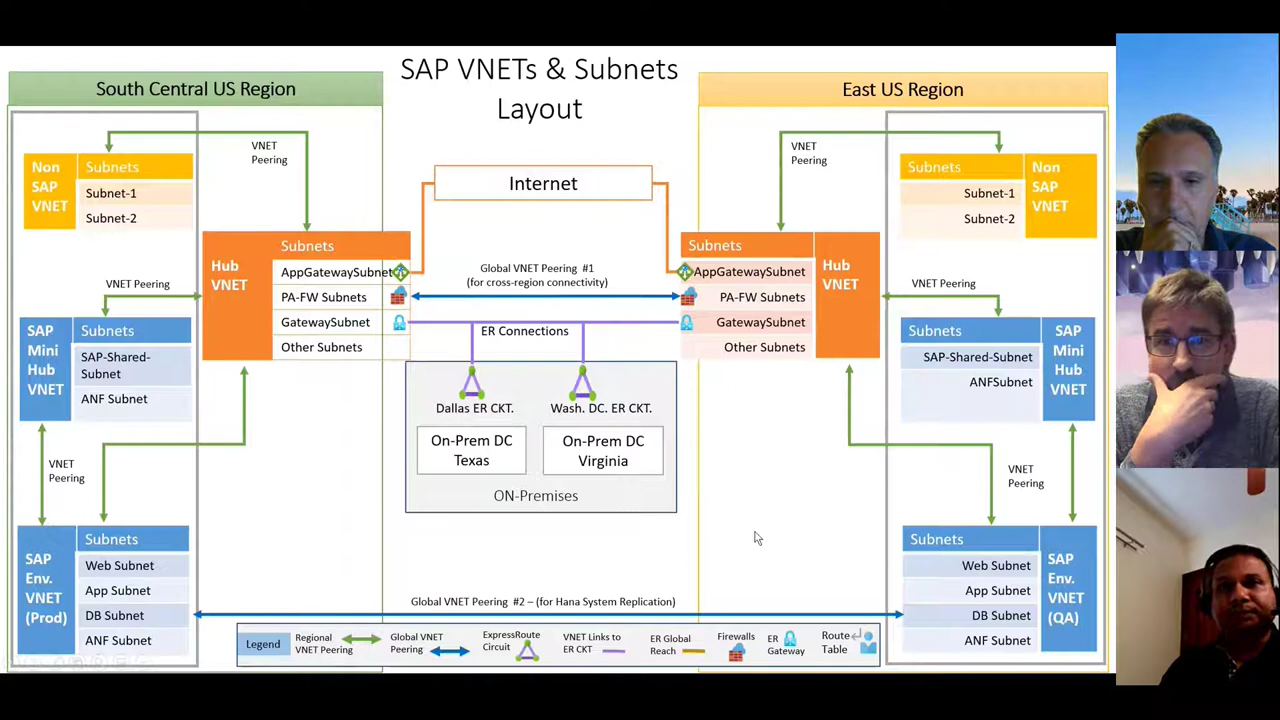 SAP VNETs & Subnets
Layout
South Central US Region
East US Region
VNET
Peering
Non
SAP
VNET
Subnets
Subnet-1
Subnet-2
Hub
VNET
Subnets
AppGatewaySubnet
PA-FW Subnets
GatewaySubnet
Other Subnets
VNET Peering
SAP
Mini
Hub
VNET
Subnets
SAP-Shared-
Subnet
ANF Subnet
VNET
Peering
SAP
Env.
VNET
(Prod)
Subnets
Web Subnet
App Subnet
DB Subnet
ANF Subnet
Internet
Global VNET Peering #1
(for cross-region connectivity)
ER Connections
Dallas ER CKT.
Wash. DC. ER CKT.
On-Prem DC
Texas
On-Prem DC
Virginia
ON-Premises
Global VNET Peering #2 – (for Hana System Replication)
VNET
Peering
Subnets
Subnet-1
Subnet-2
Non
SAP
VNET
Subnets
AppGatewaySubnet
PA-FW Subnets
GatewaySubnet
Other Subnets
Hub
VNET
VNET Peering
Subnets
SAP-Shared-Subnet
ANFSubnet
SAP
Mini
Hub
VNET
VNET
Peering
Subnets
Web Subnet
App Subnet
DB Subnet
ANF Subnet
SAP
Env.
VNET
(QA)
Legend
Regional
VNET Peering
Global VNET
Peering
ExpressRoute
Circuit
VNET Links to
ER CKT
ER Global
Reach
Firewalls
ER
Gateway
Route
Table